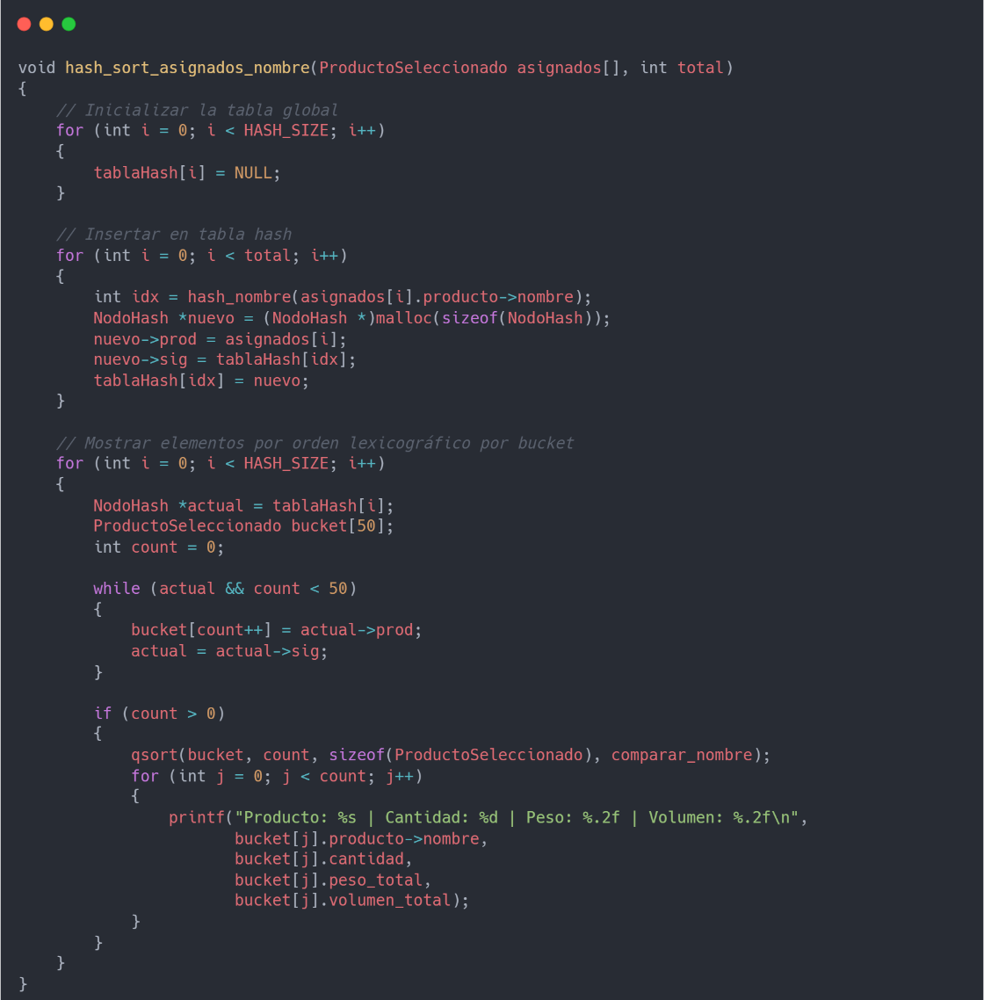 void hash_sort_asignados_nombre(ProductoSeleccionado asignados[], int total)
{
    // Inicializar la tabla global
    for (int i = 0; i < HASH_SIZE; i++)
    {
        tablaHash[i] = NULL;
    }

    // Insertar en tabla hash
    for (int i = 0; i < total; i++)
    {
        int idx = hash_nombre(asignados[i].producto->nombre);
        NodoHash *nuevo = (NodoHash *)malloc(sizeof(NodoHash));
        nuevo->prod = asignados[i];
        nuevo->sig = tablaHash[idx];
        tablaHash[idx] = nuevo;
    }

    // Mostrar elementos por orden lexicográfico por bucket
    for (int i = 0; i < HASH_SIZE; i++)
    {
        NodoHash *actual = tablaHash[i];
        ProductoSeleccionado bucket[50];
        int count = 0;

        while (actual && count < 50)
        {
            bucket[count++] = actual->prod;
            actual = actual->sig;
        }

        if (count > 0)
        {
            qsort(bucket, count, sizeof(ProductoSeleccionado), comparar_nombre);
            for (int j = 0; j < count; j++)
            {
                printf("Producto: %s | Cantidad: %d | Peso: %.2f | Volumen: %.2f\n",
                       bucket[j].producto->nombre,
                       bucket[j].cantidad,
                       bucket[j].peso_total,
                       bucket[j].volumen_total);
            }
        }
    }
}